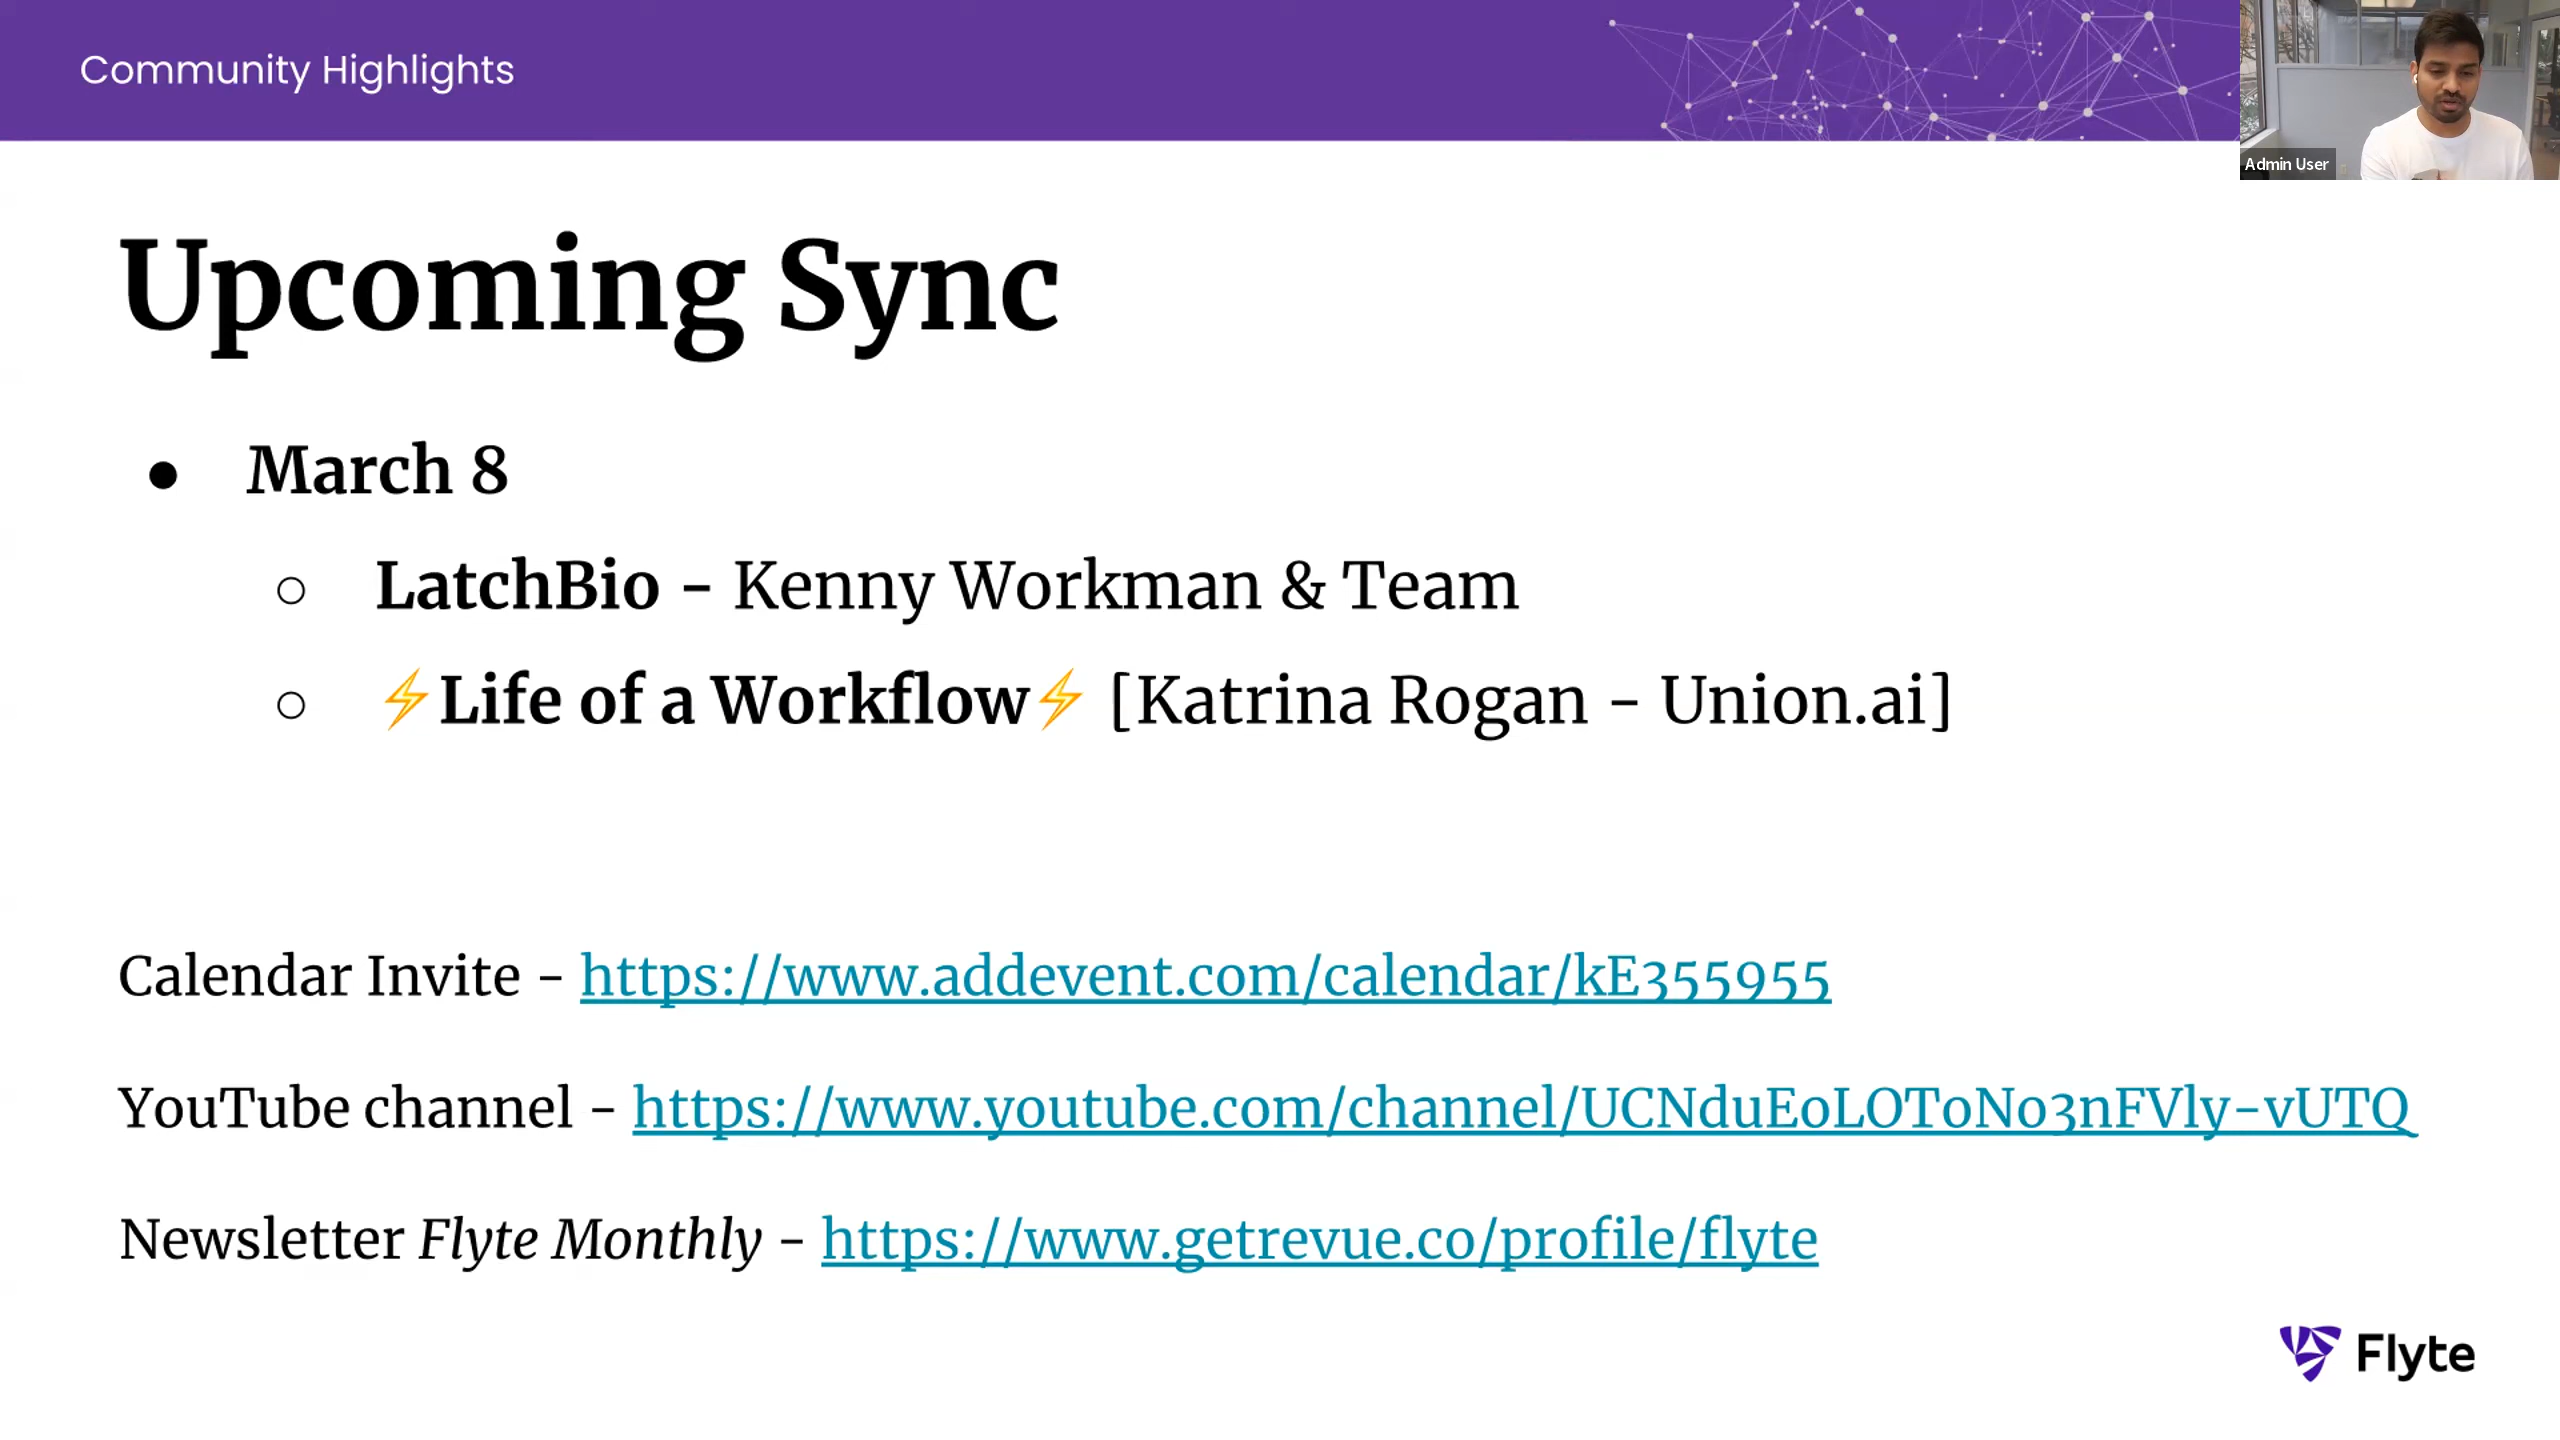 Community Highlights
Admin User
Upcoming Sync
● March 8
○ LatchBio - Kenny Workman & Team
○ ⚡Life of a Workflow⚡ [Katrina Rogan - Union.ai]
Calendar Invite - https://www.addevent.com/calendar/kE355955
YouTube channel - https://www.youtube.com/channel/UCNduEoLOToNo3nFVly-vUTQ
Newsletter Flyte Monthly - https://www.getrevue.co/profile/flyte
Flyte